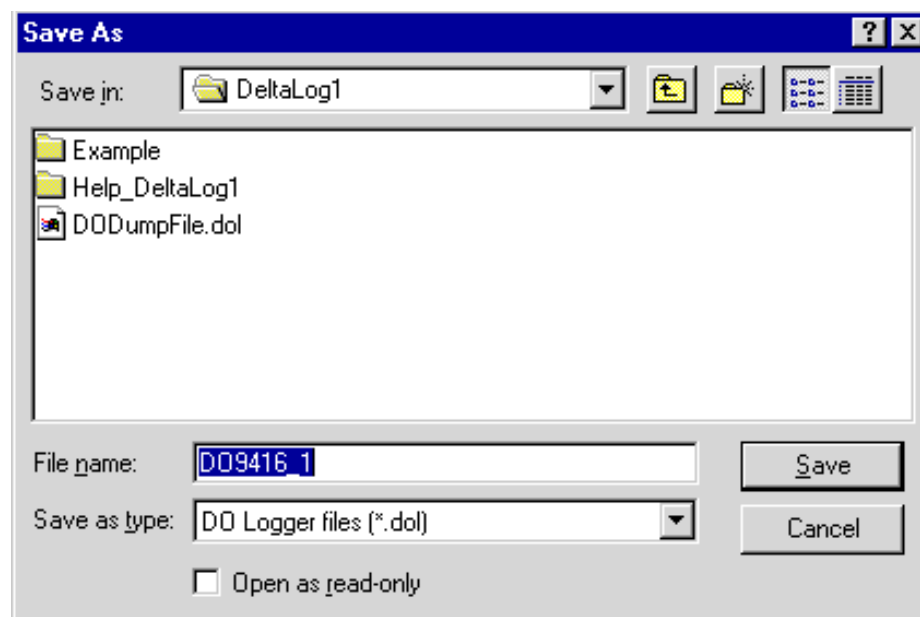 Save As
Save in: DeltaLog1
Example
Help_DeltaLog1
DODumpFile.dol
File name: DO9416_1 Save
Save as type: DO Logger files (*.dol) Cancel
Open as read-only